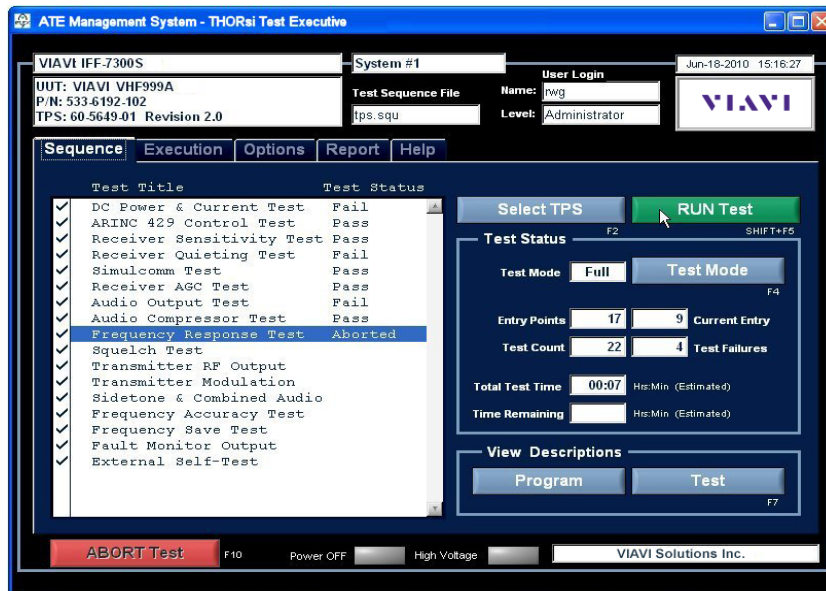 ATE Management System - THORsi Test Executive
VIAVI: IFF-7300S
System #1
Jun-18-2010 15:16:27
UUT: VIAVI VHF999A
P/N: 533-6192-102
TPS: 60-5649-01 Revision 2.0
Test Sequence File
tps.squ
User Login
Name: rwg
Level: Administrator
VIAVI
Sequence Execution Options Report Help
Test Title Test Status
DC Power & Current Test Fail
ARINC 429 Control Test Pass
Receiver Sensitivity Test Pass
Receiver Quieting Test Fail
Simulcomm Test Pass
Receiver AGC Test Pass
Audio Output Test Fail
Audio Compressor Test Pass
Frequency Response Test Aborted
Squelch Test
Transmitter RF Output
Transmitter Modulation
Sidetone & Combined Audio
Frequency Accuracy Test
Frequency Save Test
Fault Monitor Output
External Self-Test
Select TPS
F2
RUN Test
SHIFT+F5
Test Status
Test Mode Full Test Mode
F4
Entry Points 17 9 Current Entry
Test Count 22 4 Test Failures
Total Test Time 00:07 Hrs:Min (Estimated)
Time Remaining Hrs:Min (Estimated)
View Descriptions
Program Test
F7
ABORT Test F10 Power OFF High Voltage VIAVI Solutions Inc.